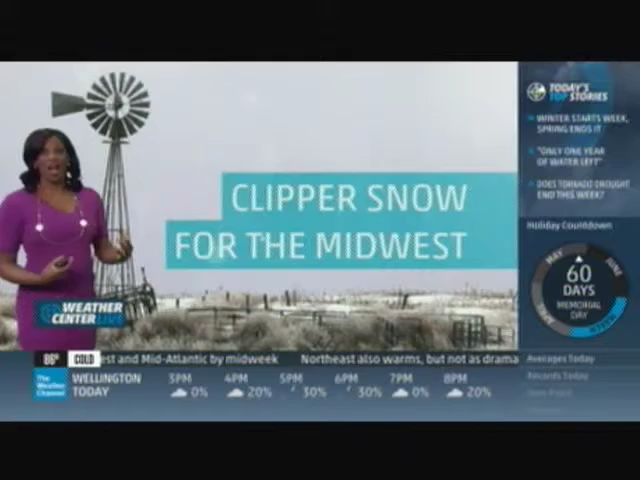 CLIPPER SNOW
FOR THE MIDWEST
TODAY'S
TOP STORIES
WINTER STARTS WEEK,
SPRING ENDS IT
"ONLY ONE YEAR
OF WATER LEFT"
DOES TORNADO DROUGHT
END THIS WEEK?
Holiday Countdown
MAY
JUNE
APRIL
MARCH
60
DAYS
MEMORIAL
DAY
WEATHER
CENTER LIVE
86°
COLD
est and Mid-Atlantic by midweek
Northeast also warms, but not as drama
Averages Today
Records Today
The
Weather
Channel
WELLINGTON
TODAY
3PM 4PM 5PM 6PM 7PM 8PM
0% 20% 30% 30% 0% 20%